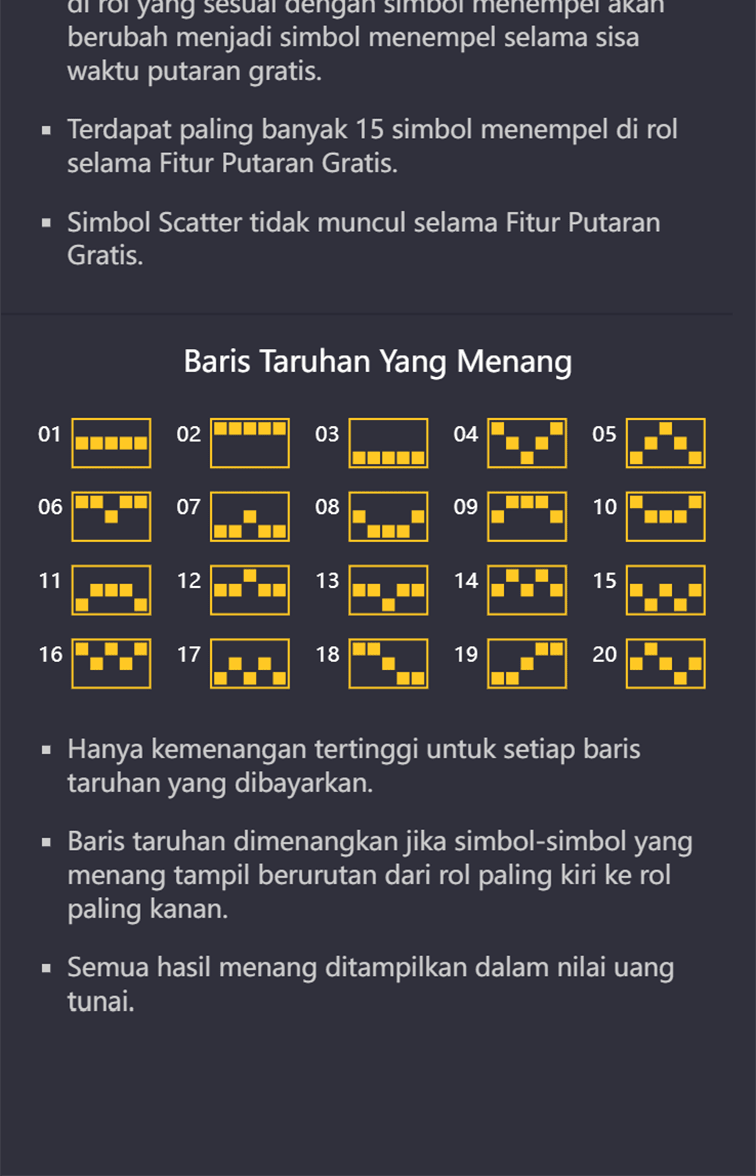 di rol yang sesuai dengan simbol menempel akan
berubah menjadi simbol menempel selama sisa
waktu putaran gratis.
Terdapat paling banyak 15 simbol menempel di rol
selama Fitur Putaran Gratis.
Simbol Scatter tidak muncul selama Fitur Putaran
Gratis.
Baris Taruhan Yang Menang
01 02 03 04 05
06 07 08 09 10
11 12 13 14 15
16 17 18 19 20
Hanya kemenangan tertinggi untuk setiap baris
taruhan yang dibayarkan.
Baris taruhan dimenangkan jika simbol-simbol yang
menang tampil berurutan dari rol paling kiri ke rol
paling kanan.
Semua hasil menang ditampilkan dalam nilai uang
tunai.